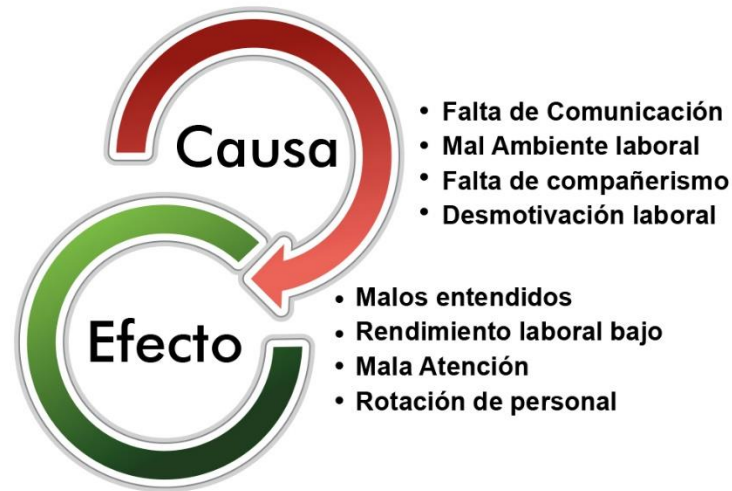 Causa
• Falta de Comunicación
• Mal Ambiente laboral
• Falta de compañerismo
• Desmotivación laboral
Efecto
• Malos entendidos
• Rendimiento laboral bajo
• Mala Atención
• Rotación de personal